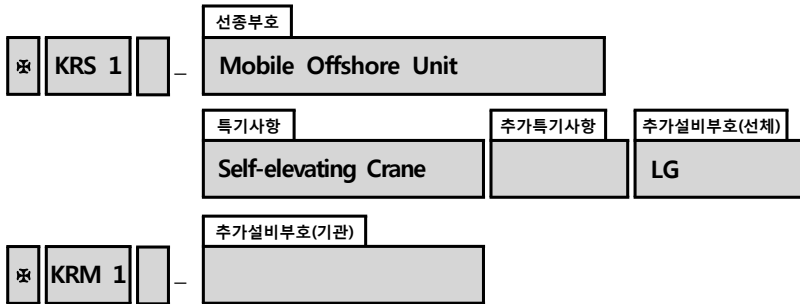 선종부호
✠ KRS 1 – Mobile Offshore Unit
특기사항 추가특기사항 추가설비부호(선체)
Self-elevating Crane LG
추가설비부호(기관)
✠ KRM 1 –